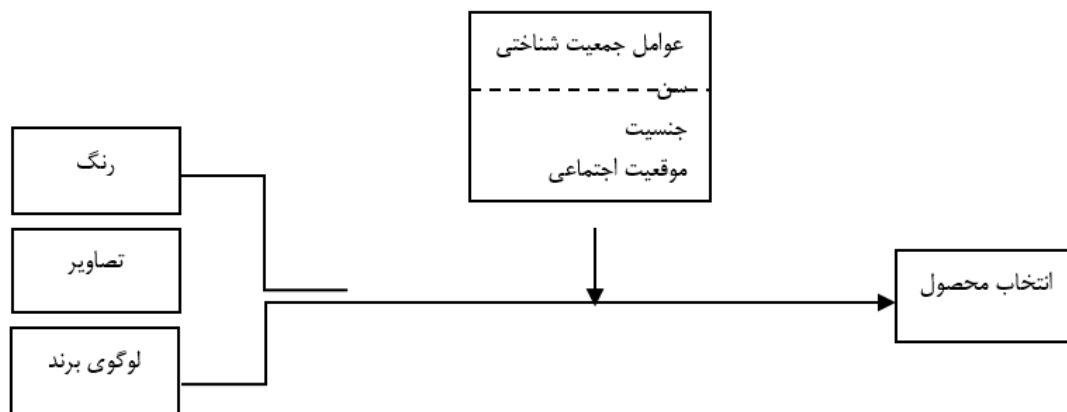 عوامل جمعیت شناختی
سن
جنسیت
موقعیت اجتماعی
رنگ
تصاویر
لوگوی برند
انتخاب محصول